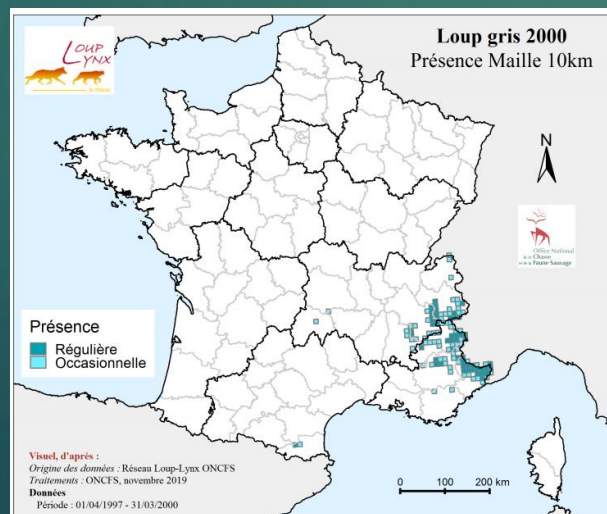 LOUP
LYNX
Loup gris 2000
Présence Maille 10km
N
Office National
de la Chasse
et de la Faune Sauvage
Présence
Régulière
Occasionnelle
Visuel, d'après :
Origine des données : Réseau Loup-Lynx ONCFS
Traitements : ONCFS, novembre 2019
Données
Période : 01/04/1997 - 31/03/2000
0 100 200 km